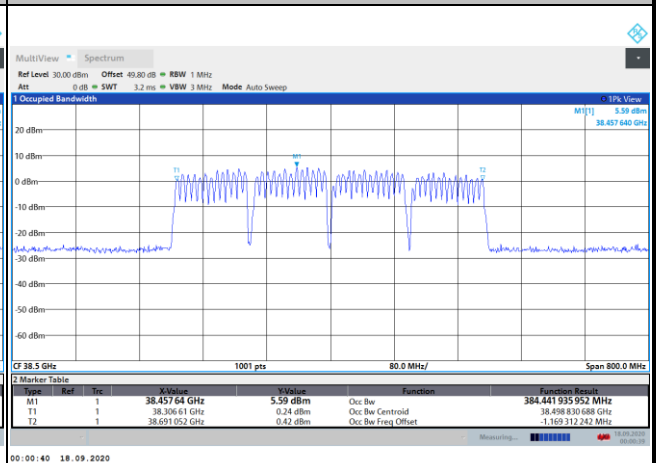 MultiView Spectrum
Ref Level 30.00 dBm Offset 49.80 dB RBW 1 MHz
Att 0 dB SWT 3.2 ms VBW 3 MHz Mode Auto Sweep
1 Occupied Bandwidth 1Pk View
M1[1] 5.59 dBm
38.457 640 GHz
20 dBm
10 dBm
M1
T1
T2
0 dBm
-10 dBm
-20 dBm
-30 dBm
-40 dBm
-50 dBm
-60 dBm
CF 38.5 GHz 1001 pts 80.0 MHz/ Span 800.0 MHz
2 Marker Table
Type Ref Trc X-Value Y-Value Function Function Result
M1 1 38.457 64 GHz 5.59 dBm Occ Bw 384.441 935 952 MHz
T1 1 38.306 61 GHz 0.24 dBm Occ Bw Centroid 38.498 830 688 GHz
T2 1 38.691 052 GHz 0.42 dBm Occ Bw Freq Offset -1.169 312 242 MHz
Measuring... 18.09.2020
00:00:39
00:00:40 18.09.2020